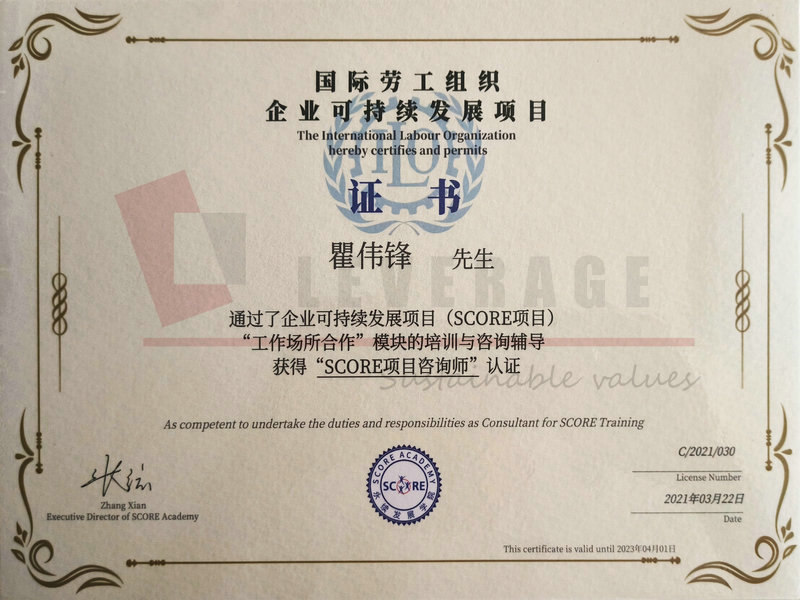 国际劳工组织
企业可持续发展项目
The International Labour Organization
hereby certifies and permits
ILO
证 书
瞿伟锋 先生
LEVERAGE
通过了企业可持续发展项目（SCORE项目）
“工作场所合作”模块的培训与咨询辅导
获得“SCORE项目咨询师”认证
Sustainable values
As competent to undertake the duties and responsibilities as Consultant for SCORE Training
Zhang Xian
Executive Director of SCORE Academy
SCORE ACADEMY
SCORE
永续发展学院
C/2021/030
License Number
2021年03月22日
Date
This certificate is valid until 2023年04月01日